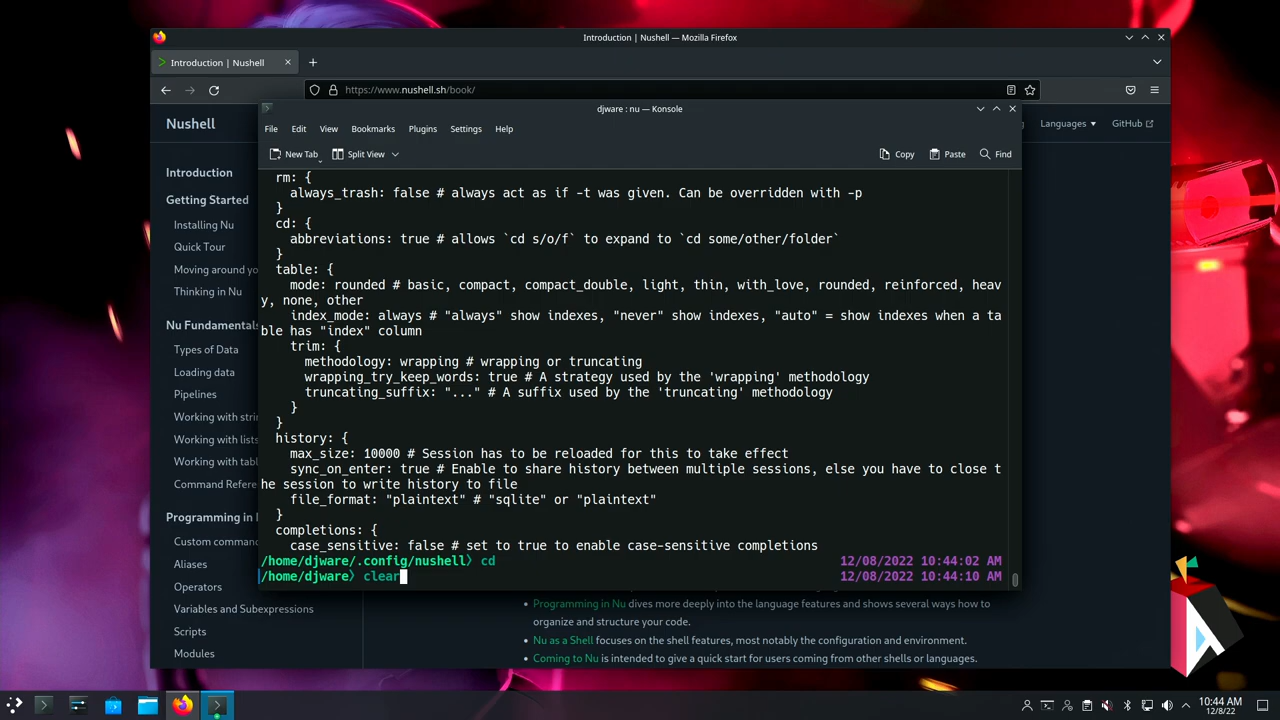 Introduction | Nushell — Mozilla Firefox
Introduction | Nushell
https://www.nushell.sh/book/
djware : nu — Konsole
Nushell
Languages
GitHub
File Edit View Bookmarks Plugins Settings Help
New Tab Split View Copy Paste Find
Introduction
Getting Started
Installing Nu
Quick Tour
Moving around yo
Thinking in Nu
Nu Fundamentals
Types of Data
Loading data
Pipelines
Working with strin
Working with lists
Working with tabl
Command Refere
Programming in N
Custom comman
Aliases
Operators
Variables and Subexpressions
Scripts
Modules
rm: {
always_trash: false # always act as if -t was given. Can be overridden with -p
}
cd: {
abbreviations: true # allows `cd s/o/f` to expand to `cd some/other/folder`
}
table: {
mode: rounded # basic, compact, compact_double, light, thin, with_love, rounded, reinforced, heav
y, none, other
index_mode: always # "always" show indexes, "never" show indexes, "auto" = show indexes when a ta
ble has "index" column
trim: {
methodology: wrapping # wrapping or truncating
wrapping_try_keep_words: true # A strategy used by the 'wrapping' methodology
truncating_suffix: "..." # A suffix used by the 'truncating' methodology
}
}
history: {
max_size: 10000 # Session has to be reloaded for this to take effect
sync_on_enter: true # Enable to share history between multiple sessions, else you have to close t
he session to write history to file
file_format: "plaintext" # "sqlite" or "plaintext"
}
completions: {
case_sensitive: false # set to true to enable case-sensitive completions
/home/djware/.config/nushell〉 cd 12/08/2022 10:44:02 AM
/home/djware〉 clear 12/08/2022 10:44:10 AM
Programming in Nu dives more deeply into the language features and shows several ways how to
organize and structure your code.
Nu as a Shell focuses on the shell features, most notably the configuration and environment.
Coming to Nu is intended to give a quick start for users coming from other shells or languages.
10:44 AM
12/8/22